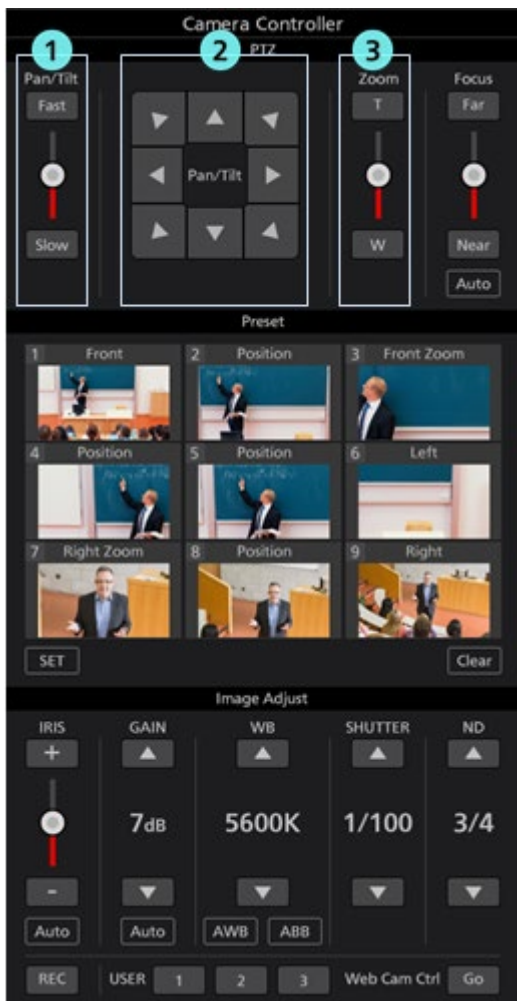 Camera Controller
1 2 3
PTZ
Pan/Tilt Zoom Focus
Fast T Far
Pan/Tilt
Slow W Near
Auto
Preset
1 Front 2 Position 3 Front Zoom
4 Position 5 Position 6 Left
7 Right Zoom 8 Position 9 Right
SET Clear
Image Adjust
IRIS GAIN WB SHUTTER ND
+
7dB 5600K 1/100 3/4
-
Auto Auto AWB ABB
REC USER 1 2 3 Web Cam Ctrl Go